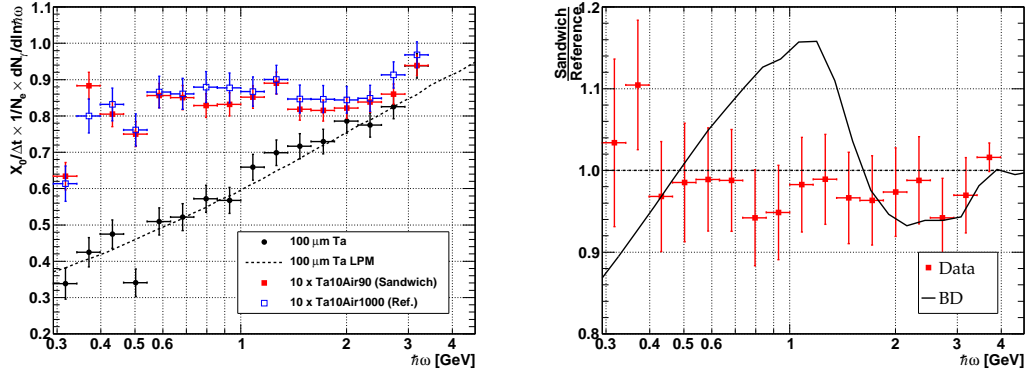 X₀/Δt × 1/Nₑ × dNᵧ/dlnℏω
1.1
1.0
0.9
0.8
0.7
0.6
0.5
0.4
0.3
0.2
100 μm Ta
100 μm Ta LPM
10 x Ta10Air90 (Sandwich)
10 x Ta10Air1000 (Ref.)
0.3 0.4 0.5 1 2 3 4
ℏω [GeV]
Sandwich
Reference
1.2
1.1
1.0
0.9
0.8
Data
BD
0.3 0.4 0.5 1 2 3 4
ℏω [GeV]